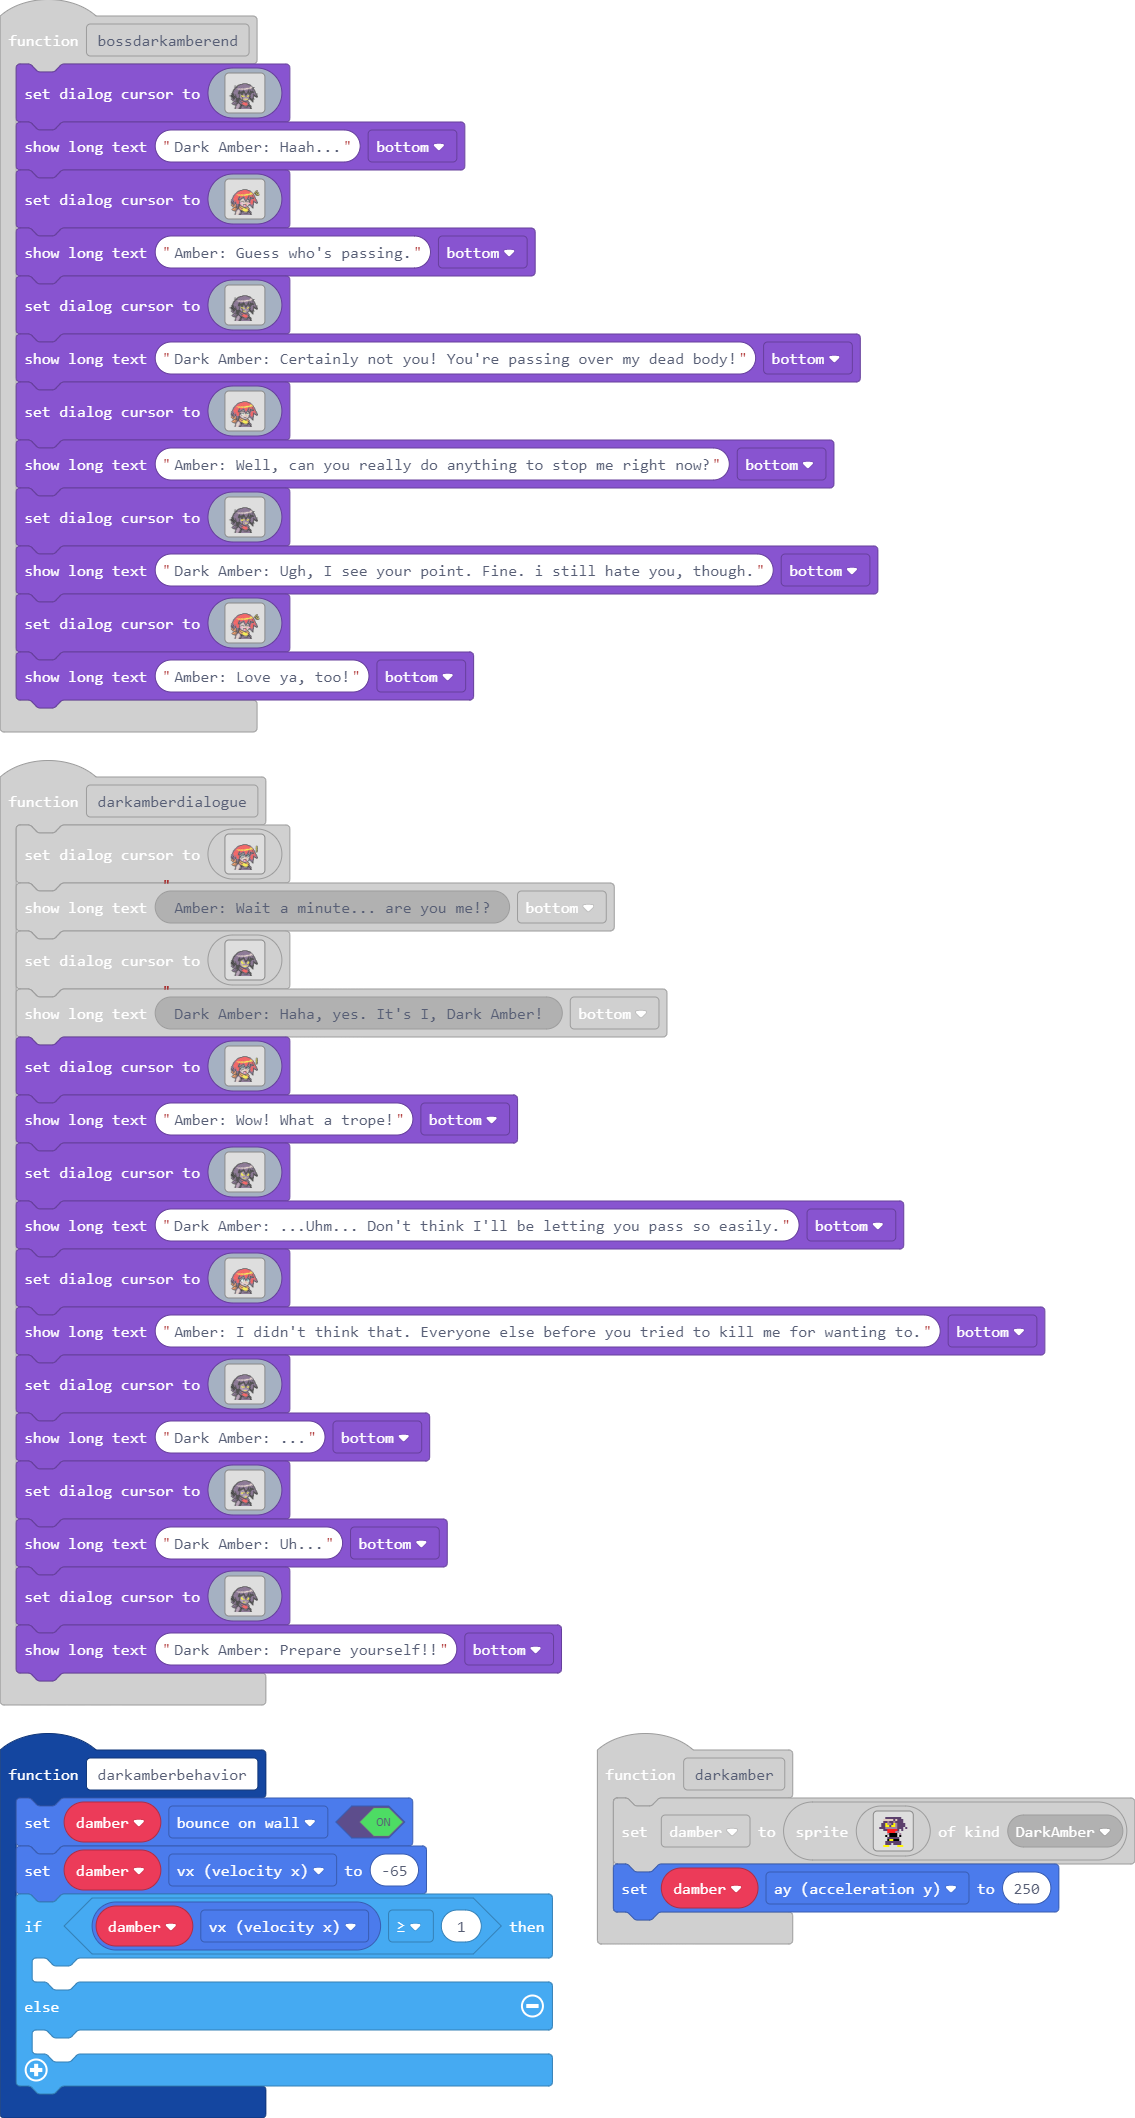 function bossdarkamberend
set dialog cursor to
show long text "Dark Amber: Haah..." bottom
set dialog cursor to
show long text "Amber: Guess who's passing." bottom
set dialog cursor to
show long text "Dark Amber: Certainly not you! You're passing over my dead body!" bottom
set dialog cursor to
show long text "Amber: Well, can you really do anything to stop me right now?" bottom
set dialog cursor to
show long text "Dark Amber: Ugh, I see your point. Fine. i still hate you, though." bottom
set dialog cursor to
show long text "Amber: Love ya, too!" bottom
function darkamberdialogue
set dialog cursor to
show long text " Amber: Wait a minute... are you me!? bottom
set dialog cursor to
show long text " Dark Amber: Haha, yes. It's I, Dark Amber! bottom
set dialog cursor to
show long text "Amber: Wow! What a trope!" bottom
set dialog cursor to
show long text "Dark Amber: ...Uhm... Don't think I'll be letting you pass so easily." bottom
set dialog cursor to
show long text "Amber: I didn't think that. Everyone else before you tried to kill me for wanting to." bottom
set dialog cursor to
show long text "Dark Amber: ..." bottom
set dialog cursor to
show long text "Dark Amber: Uh..." bottom
set dialog cursor to
show long text "Dark Amber: Prepare yourself!!" bottom
function darkamberbehavior
set damber bounce on wall ON
set damber vx (velocity x) to -65
if damber vx (velocity x) ≥ 1 then
else
function darkamber
set damber to sprite of kind DarkAmber
set damber ay (acceleration y) to 250